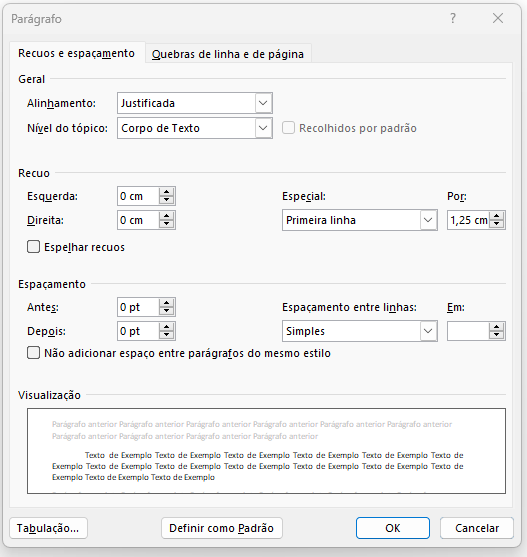 Parágrafo ?
Recuos e espaçamento Quebras de linha e de página
Geral
Alinhamento: Justificada
Nível do tópico: Corpo de Texto Recolhidos por padrão
Recuo
Esquerda: 0 cm Especial: Por:
Direita: 0 cm Primeira linha 1,25 cm
Espelhar recuos
Espaçamento
Antes: 0 pt Espaçamento entre linhas: Em:
Depois: 0 pt Simples
Não adicionar espaço entre parágrafos do mesmo estilo
Visualização
Parágrafo anterior Parágrafo anterior Parágrafo anterior Parágrafo anterior Parágrafo anterior Parágrafo anterior
Parágrafo anterior Parágrafo anterior Parágrafo anterior Parágrafo anterior
Texto de Exemplo Texto de Exemplo Texto de Exemplo Texto de Exemplo Texto de Exemplo Texto de
Exemplo Texto de Exemplo Texto de Exemplo Texto de Exemplo Texto de Exemplo Texto de Exemplo Texto de
Exemplo Texto de Exemplo Texto de Exemplo
Tabulação... Definir como Padrão OK Cancelar